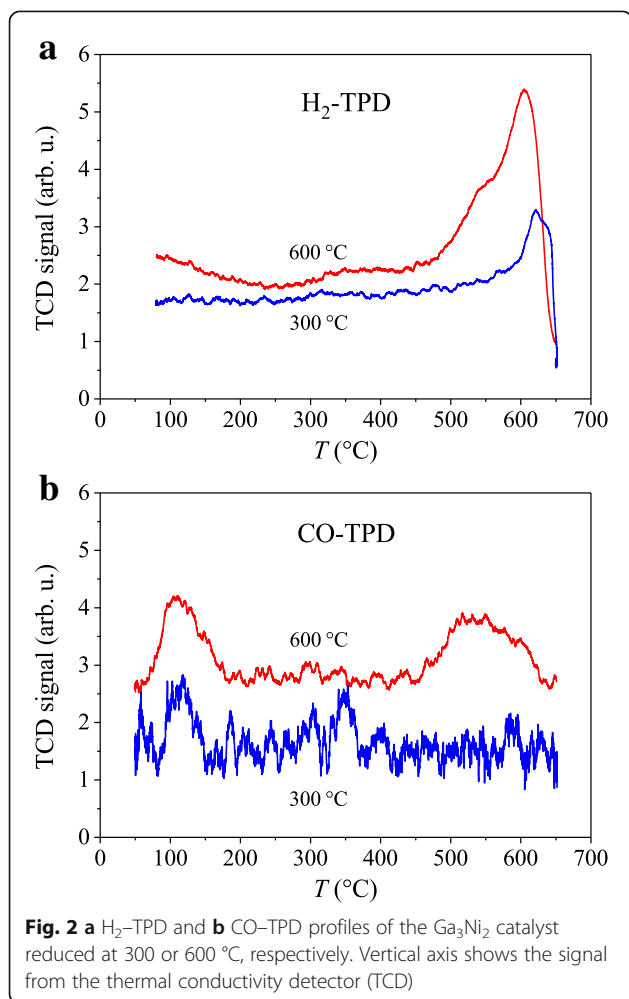 a
H₂-TPD
TCD signal (arb. u.)
6
5
4
3
2
1
0
600 °C
300 °C
0 100 200 300 400 500 600 700
T (°C)
b
CO-TPD
TCD signal (arb. u.)
6
5
4
3
2
1
0
600 °C
300 °C
0 100 200 300 400 500 600 700
T (°C)
Fig. 2 a H₂–TPD and b CO–TPD profiles of the Ga₃Ni₂ catalyst
reduced at 300 or 600 °C, respectively. Vertical axis shows the signal
from the thermal conductivity detector (TCD)